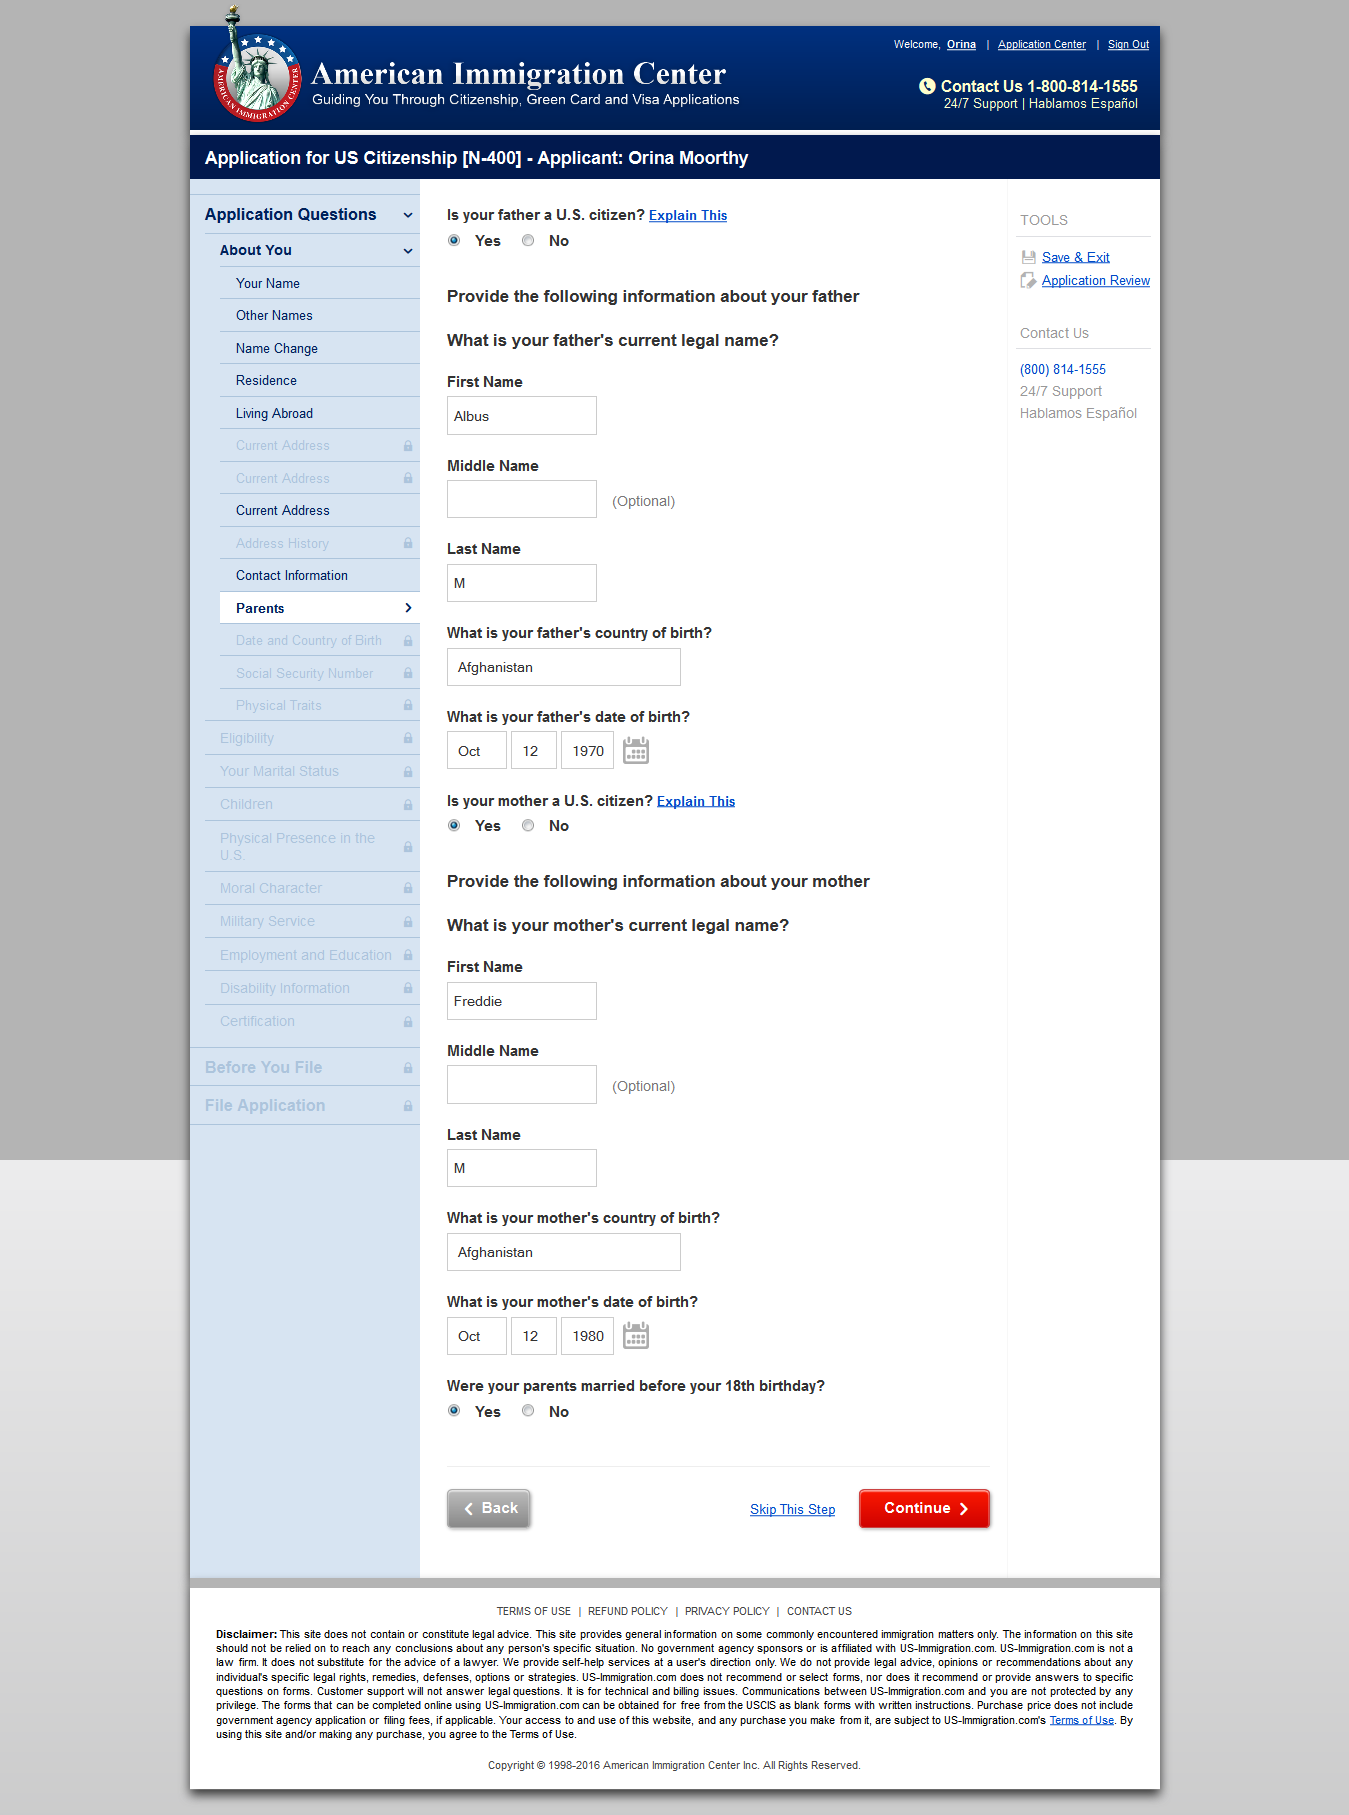 Welcome, Orina | Application Center | Sign Out
American Immigration Center
Guiding You Through Citizenship, Green Card and Visa Applications
Contact Us 1-800-814-1555
24/7 Support | Hablamos Español
AMERICAN IMMIGRATION CENTER
Application for US Citizenship [N-400] - Applicant: Orina Moorthy
Application Questions
About You
Your Name
Other Names
Name Change
Residence
Living Abroad
Current Address
Current Address
Current Address
Address History
Contact Information
Parents
Date and Country of Birth
Social Security Number
Physical Traits
Eligibility
Your Marital Status
Children
Physical Presence in the
U.S.
Moral Character
Military Service
Employment and Education
Disability Information
Certification
Before You File
File Application
Is your father a U.S. citizen? Explain This
Yes No
Provide the following information about your father
What is your father's current legal name?
First Name
Albus
Middle Name
(Optional)
Last Name
M
What is your father's country of birth?
Afghanistan
What is your father's date of birth?
Oct 12 1970
Is your mother a U.S. citizen? Explain This
Yes No
Provide the following information about your mother
What is your mother's current legal name?
First Name
Freddie
Middle Name
(Optional)
Last Name
M
What is your mother's country of birth?
Afghanistan
What is your mother's date of birth?
Oct 12 1980
Were your parents married before your 18th birthday?
Yes No
Back
Skip This Step
Continue
TOOLS
Save & Exit
Application Review
Contact Us
(800) 814-1555
24/7 Support
Hablamos Español
TERMS OF USE | REFUND POLICY | PRIVACY POLICY | CONTACT US
Disclaimer: This site does not contain or constitute legal advice. This site provides general information on some commonly encountered immigration matters only. The information on this site
should not be relied on to reach any conclusions about any person's specific situation. No government agency sponsors or is affiliated with US-Immigration.com. US-Immigration.com is not a
law firm. It does not substitute for the advice of a lawyer. We provide self-help services at a user's direction only. We do not provide legal advice, opinions or recommendations about any
individual's specific legal rights, remedies, defenses, options or strategies. US-Immigration.com does not recommend or select forms, nor does it recommend or provide answers to specific
questions on forms. Customer support will not answer legal questions. It is for technical and billing issues. Communications between US-Immigration.com and you are not protected by any
privilege. The forms that can be completed online using US-Immigration.com can be obtained for free from the USCIS as blank forms with written instructions. Purchase price does not include
government agency application or filing fees, if applicable. Your access to and use of this website, and any purchase you make from it, are subject to US-Immigration.com's Terms of Use. By
using this site and/or making any purchase, you agree to the Terms of Use.
Copyright © 1998-2016 American Immigration Center Inc. All Rights Reserved.